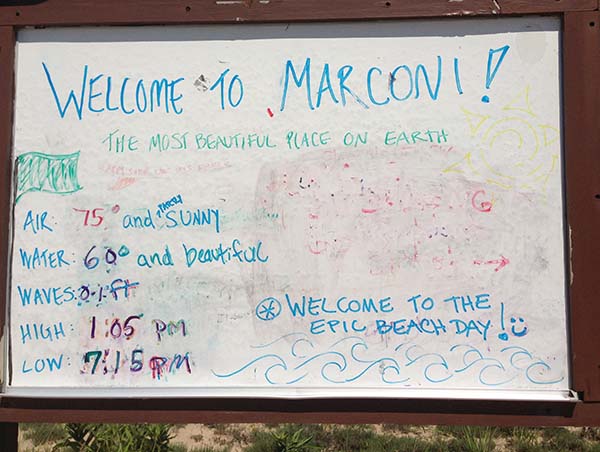 WELCOME TO MARCONI!
THE MOST BEAUTIFUL PLACE ON EARTH
AIR: 75° and SUNNY
WATER: 60° and beautiful
WAVES: 0-1 ft
HIGH: 1:05 PM
LOW: 7:15 PM
WELCOME TO THE
EPIC BEACH DAY!